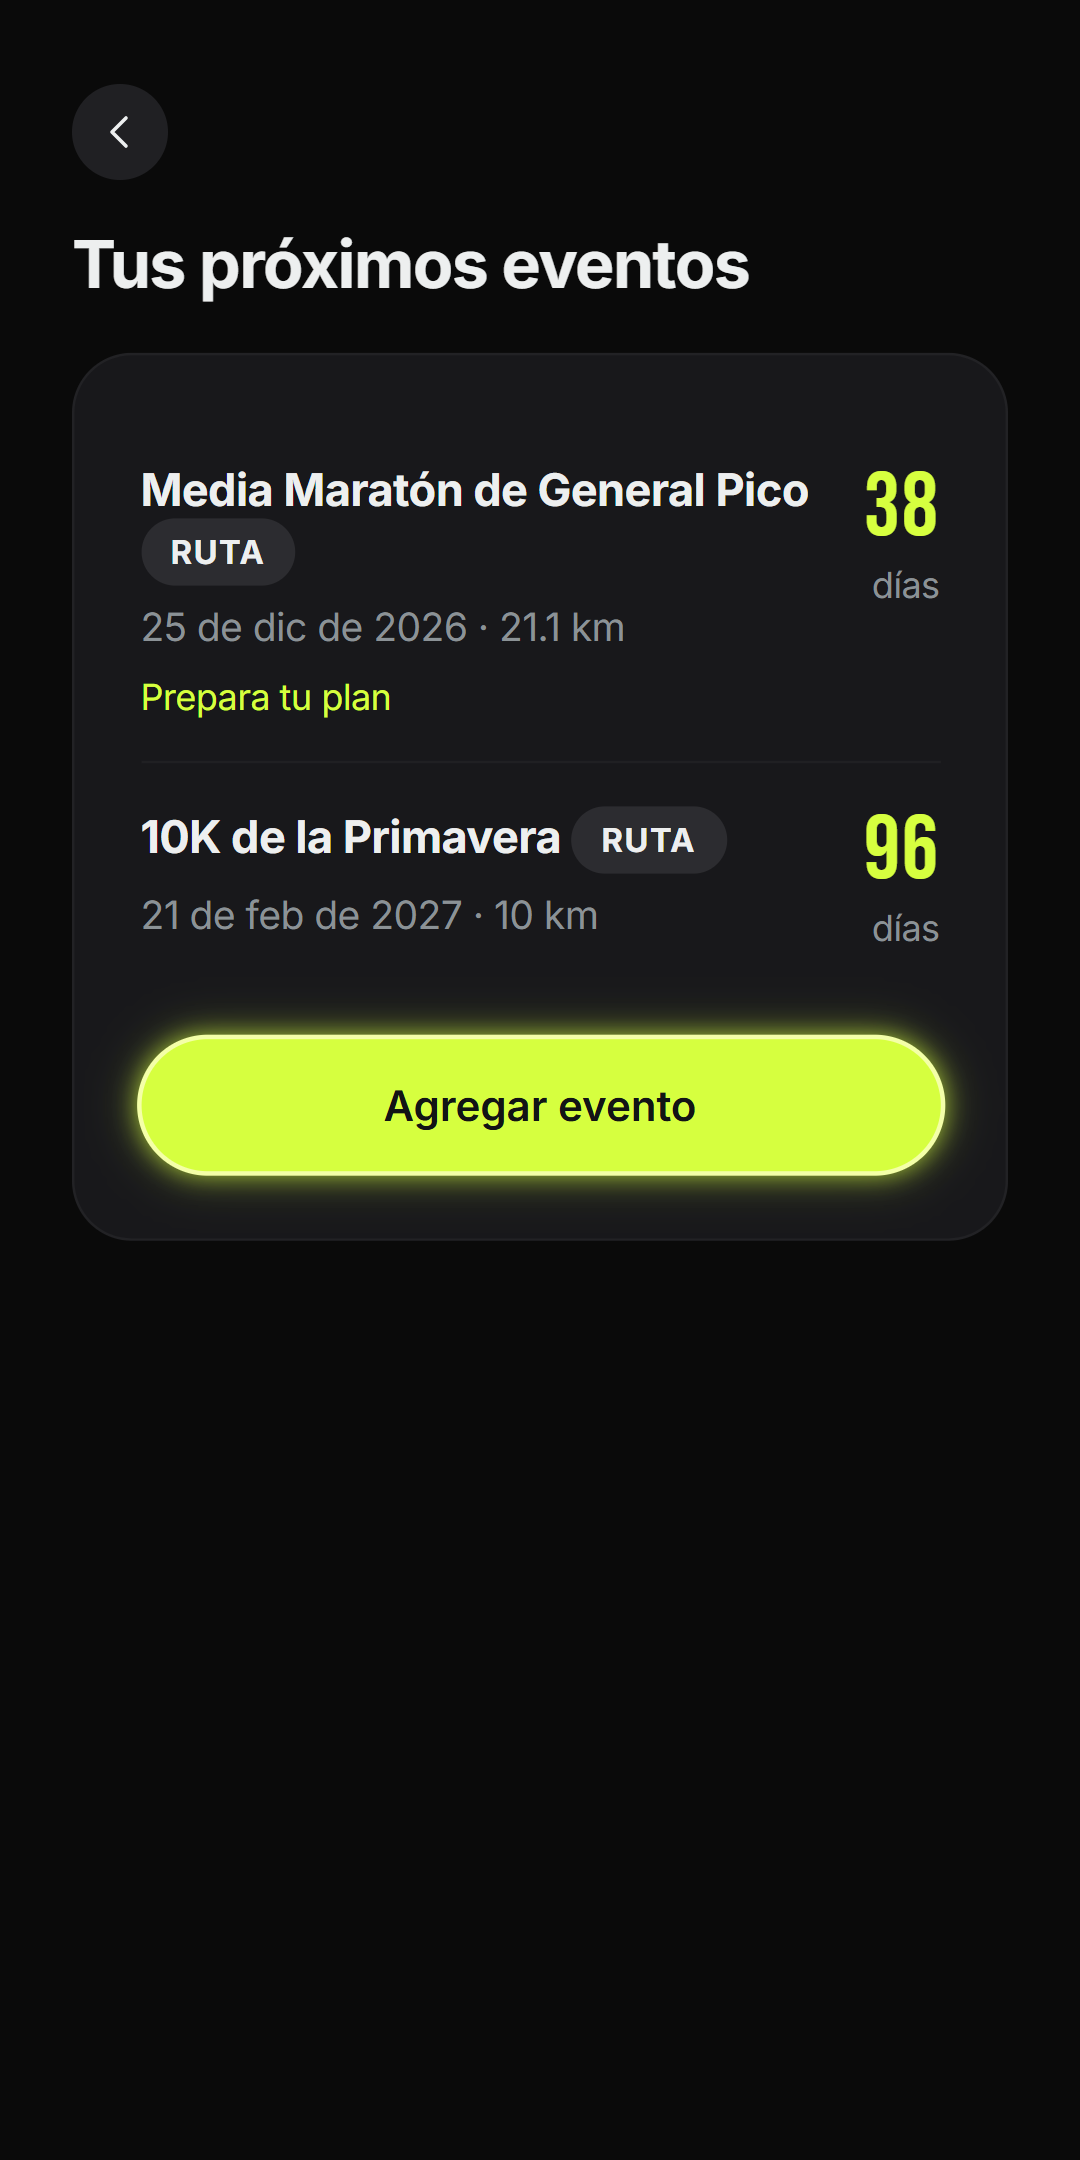 Tus próximos eventos
Media Maratón de General Pico
RUTA
38
días
25 de dic de 2026 · 21.1 km
Prepara tu plan
10K de la Primavera RUTA
96
días
21 de feb de 2027 · 10 km
Agregar evento